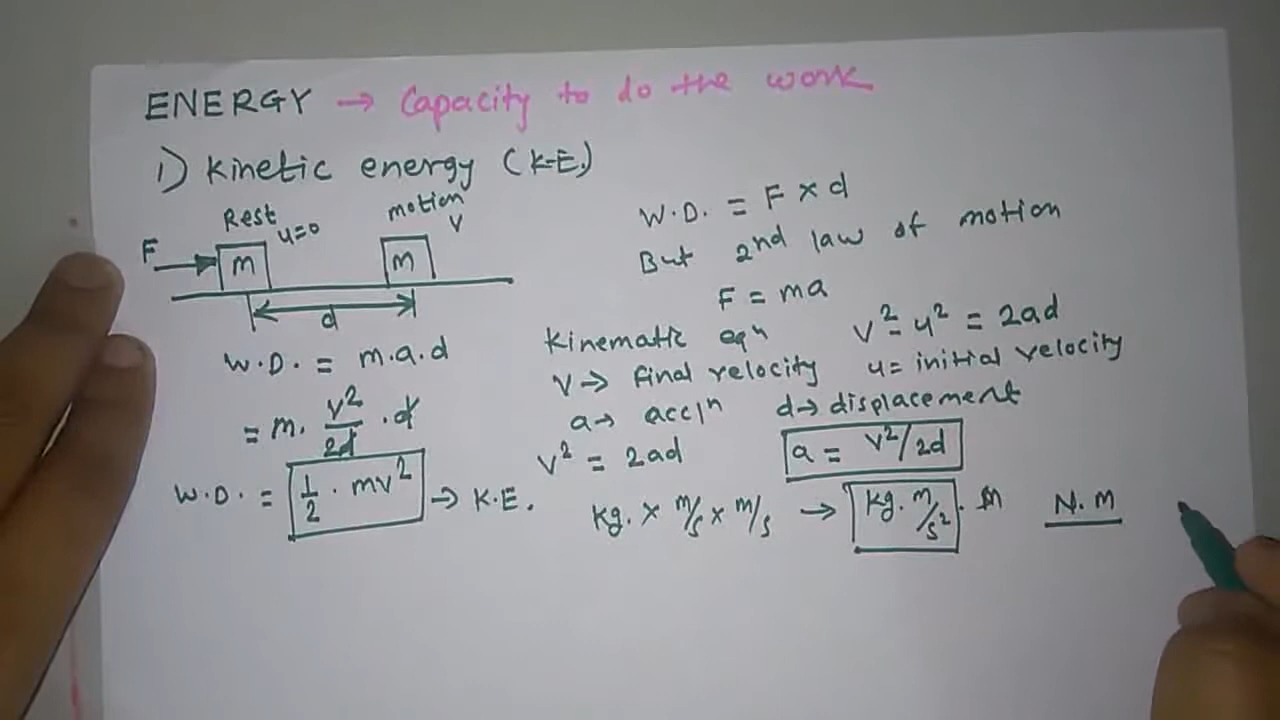 ENERGY → Capacity to do the work
1) Kinetic energy (K.E.)
Rest
u=0
motion
V
F
m
m
d
W.D. = F × d
But 2nd law of motion
F = ma
Kinematic eqⁿ V² - u² = 2ad
V → final velocity u = initial velocity
a → acclⁿ d → displacement
V² = 2ad a = V²/2d
W.D. = m.a.d
= m. V²/2d . d
W.D. = 1/2 . mv² → K.E.
kg. × m/s × m/s → kg. m/s² . m N.m